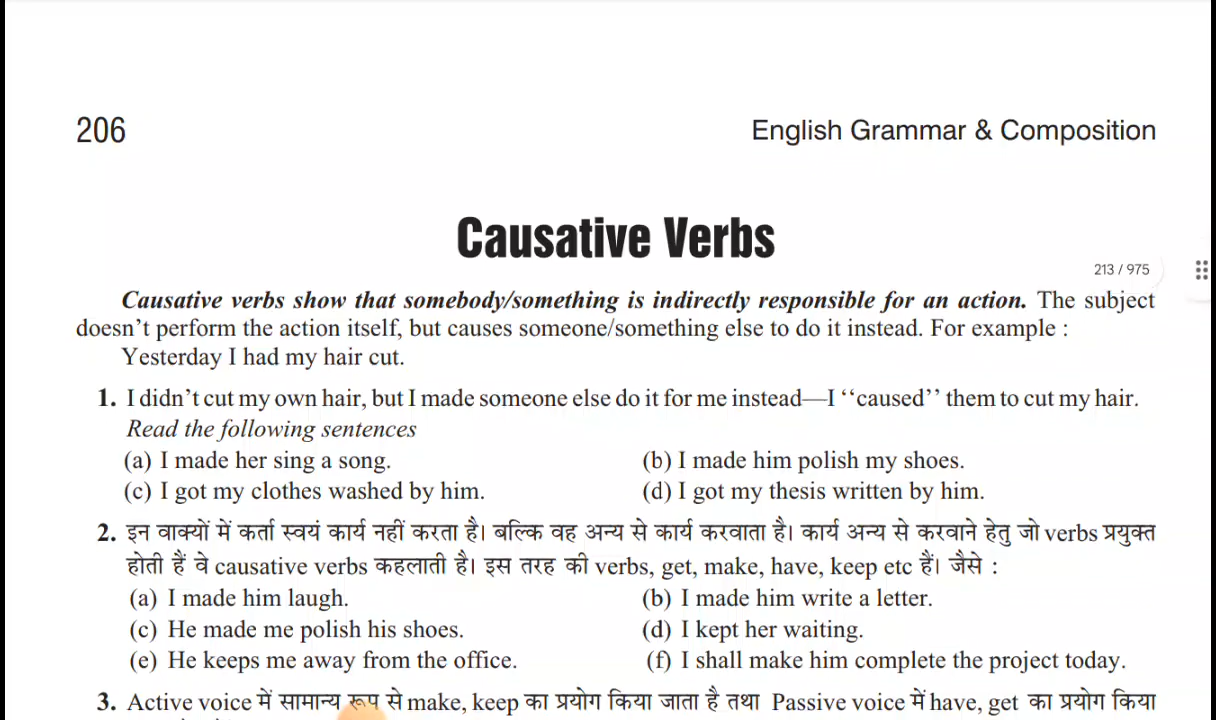 206
English Grammar & Composition
Causative Verbs
213 / 975
Causative verbs show that somebody/something is indirectly responsible for an action. The subject
doesn’t perform the action itself, but causes someone/something else to do it instead. For example :
Yesterday I had my hair cut.
1. I didn’t cut my own hair, but I made someone else do it for me instead—I ‘‘caused’’ them to cut my hair.
Read the following sentences
(a) I made her sing a song. (b) I made him polish my shoes.
(c) I got my clothes washed by him. (d) I got my thesis written by him.
2. इन वाक्यों में कर्ता स्वयं कार्य नहीं करता है। बल्कि वह अन्य से कार्य करवाता है। कार्य अन्य से करवाने हेतु जो verbs प्रयुक्त
होती हैं वे causative verbs कहलाती है। इस तरह की verbs, get, make, have, keep etc हैं। जैसे :
(a) I made him laugh. (b) I made him write a letter.
(c) He made me polish his shoes. (d) I kept her waiting.
(e) He keeps me away from the office. (f) I shall make him complete the project today.
3. Active voice में सामान्य रूप से make, keep का प्रयोग किया जाता है तथा Passive voice में have, get का प्रयोग किया